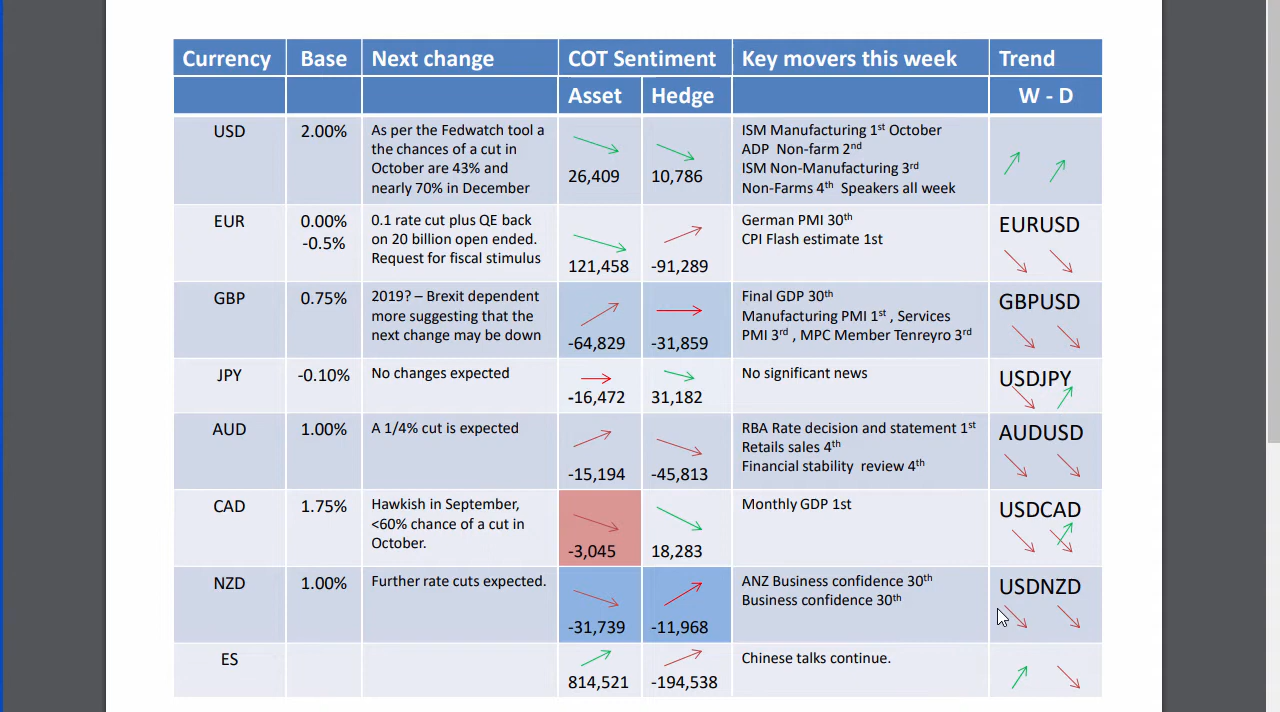 Currency Base Next change COT Sentiment Key movers this week Trend
Asset Hedge W - D
USD 2.00% As per the Fedwatch tool a
the chances of a cut in
October are 43% and
nearly 70% in December
26,409 10,786
ISM Manufacturing 1st October
ADP Non-farm 2nd
ISM Non-Manufacturing 3rd
Non-Farms 4th Speakers all week
EUR 0.00%
-0.5%
0.1 rate cut plus QE back
on 20 billion open ended.
Request for fiscal stimulus
121,458 -91,289
German PMI 30th
CPI Flash estimate 1st
EURUSD
GBP 0.75% 2019? – Brexit dependent
more suggesting that the
next change may be down
-64,829 -31,859
Final GDP 30th
Manufacturing PMI 1st , Services
PMI 3rd , MPC Member Tenreyro 3rd
GBPUSD
JPY -0.10% No changes expected
-16,472 31,182
No significant news
USDJPY
AUD 1.00% A 1/4% cut is expected
-15,194 -45,813
RBA Rate decision and statement 1st
Retails sales 4th
Financial stability review 4th
AUDUSD
CAD 1.75% Hawkish in September,
<60% chance of a cut in
October.
-3,045 18,283
Monthly GDP 1st
USDCAD
NZD 1.00% Further rate cuts expected.
-31,739 -11,968
ANZ Business confidence 30th
Business confidence 30th
USDNZD
ES 814,521 -194,538 Chinese talks continue.